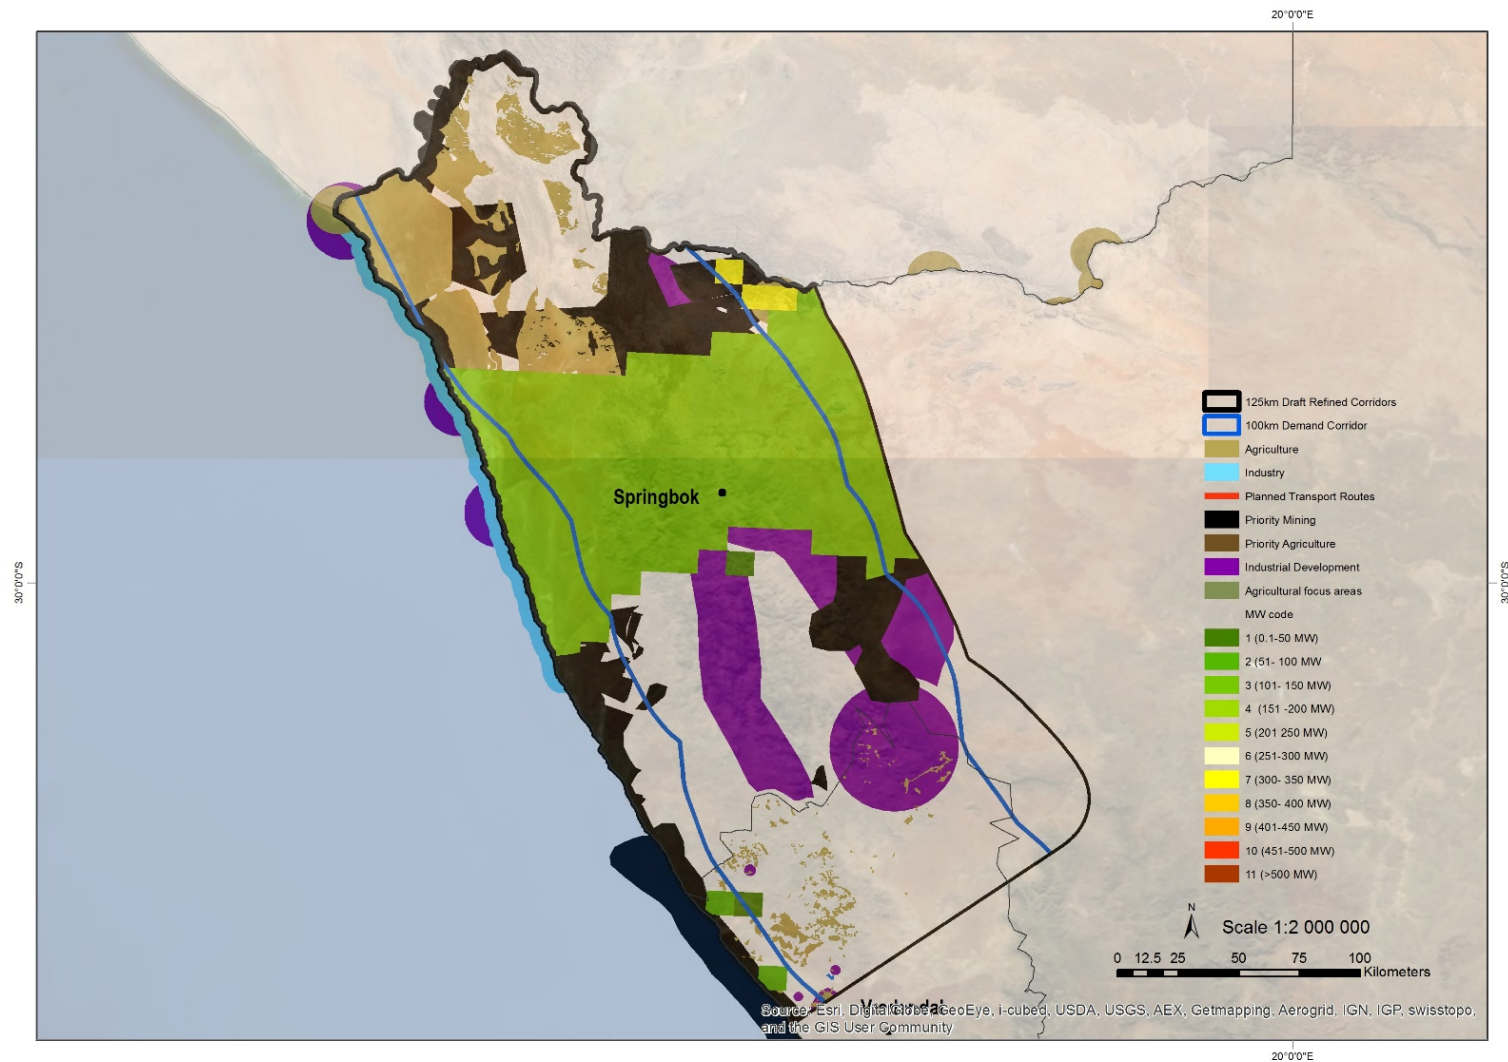 20°0'0"E
30°0'0"S
30°0'0"S
Springbok
125km Draft Refined Corridors
100km Demand Corridor
Agriculture
Industry
Planned Transport Routes
Priority Mining
Priority Agriculture
Industrial Development
Agricultural focus areas
MW code
1 (0.1-50 MW)
2 (51- 100 MW
3 (101- 150 MW)
4 (151 -200 MW)
5 (201 250 MW)
6 (251-300 MW)
7 (300- 350 MW)
8 (350- 400 MW)
9 (401-450 MW)
10 (451-500 MW)
11 (>500 MW)
N
Scale 1:2 000 000
0 12.5 25 50 75 100
Kilometers
Source: Esri, DigitalGlobe, GeoEye, i-cubed, USDA, USGS, AEX, Getmapping, Aerogrid, IGN, IGP, swisstopo,
and the GIS User Community
20°0'0"E